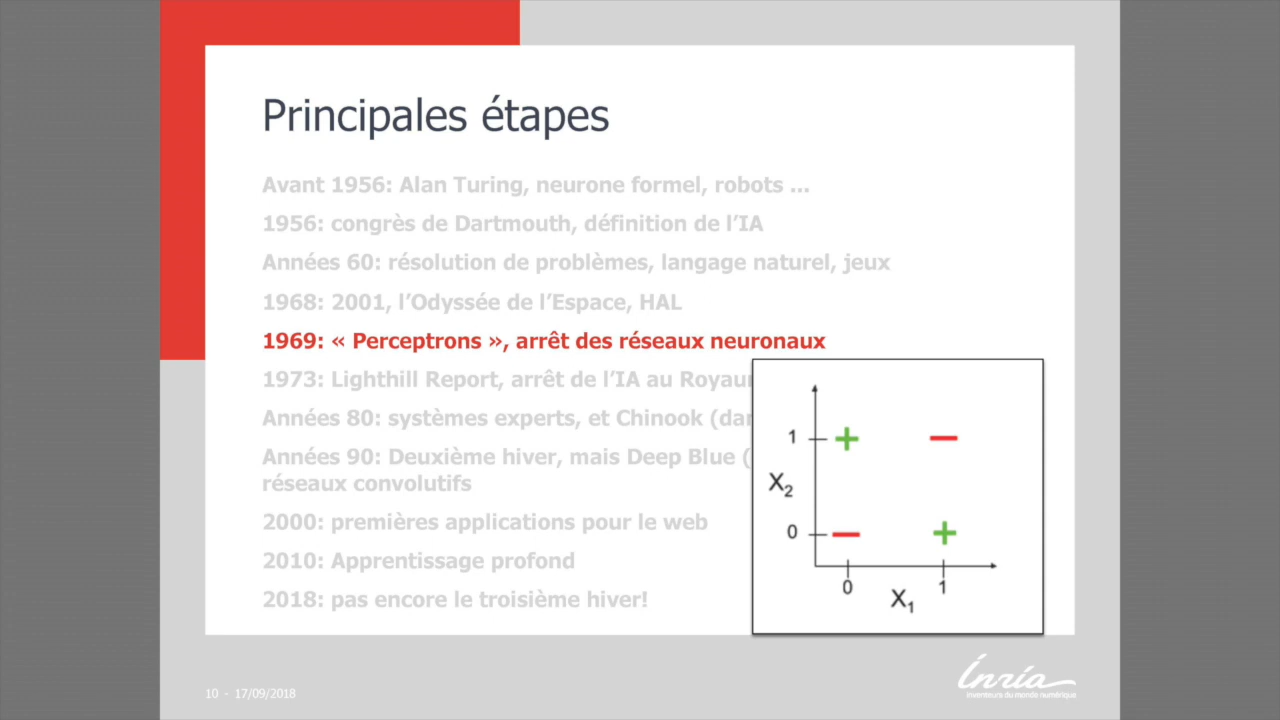 Principales étapes
Avant 1956: Alan Turing, neurone formel, robots ...
1956: congrès de Dartmouth, définition de l’IA
Années 60: résolution de problèmes, langage naturel, jeux
1968: 2001, l’Odyssée de l’Espace, HAL
1969: « Perceptrons », arrêt des réseaux neuronaux
1973: Lighthill Report, arrêt de l’IA au
Années 80: systèmes experts, et Chinook
Années 90: Deuxième hiver, mais Deep Blue (
réseaux convolutifs
2000: premières applications pour le web
2010: Apprentissage profond
2018: pas encore le troisième hiver!
1
X2
0
0
1
X1
10 - 17/09/2018
Inría
inventeurs du monde numérique